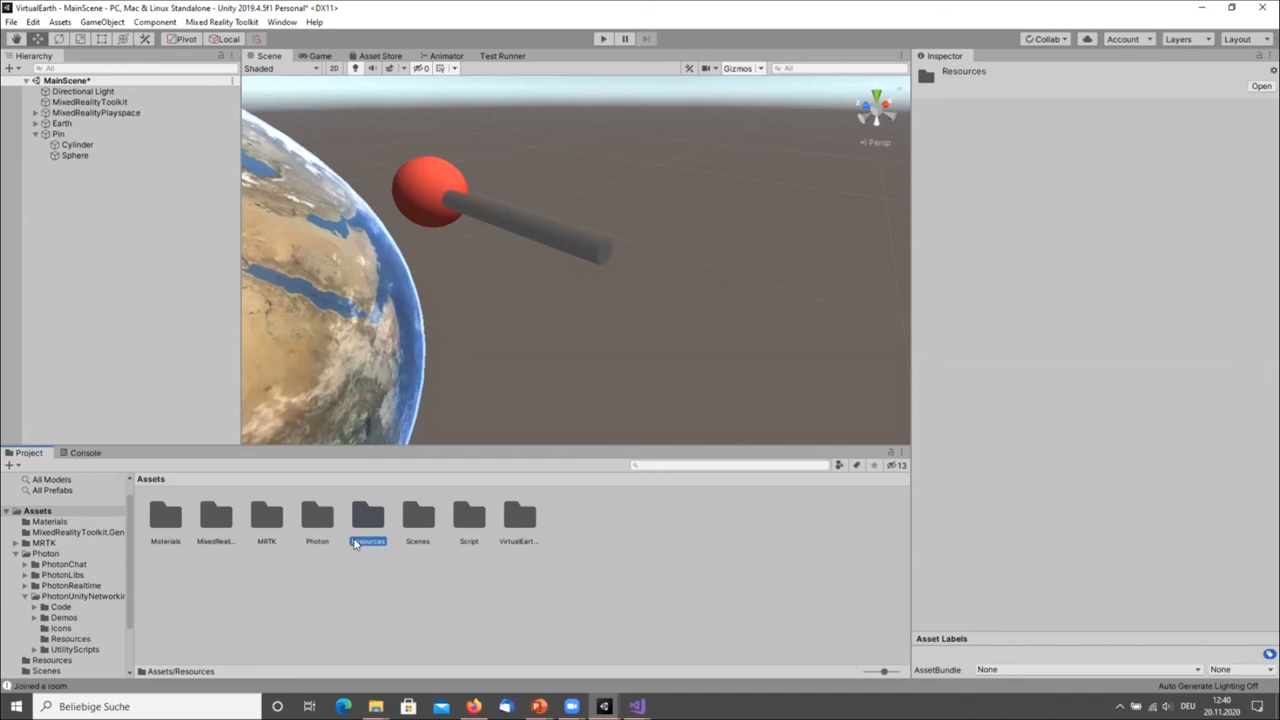 VirtualEarth - MainScene - PC, Mac & Linux Standalone - Unity 2019.4.5f1 Personal* <DX11>
File Edit Assets GameObject Component Mixed Reality Toolkit Window Help
Pivot Local Collab Account Layers Layout
Hierarchy Scene Game Asset Store Animator Test Runner Inspector
All Shaded 2D 0 Gizmos All Resources
MainScene* Open
Directional Light
MixedRealityToolkit
MixedRealityPlayspace
Earth
Pin
Cylinder
Sphere
Persp
Project Console
13
All Models Assets
All Prefabs
Assets
Materials
MixedRealityToolkit.Gen
MRTK
Photon
PhotonChat
PhotonLibs
PhotonRealtime
PhotonUnityNetworkin
Code
Demos
Icons
Resources
UtilityScripts
Resources
Scenes
Materials MixedReali... MRTK Photon Resources Scenes Script VirtualEart...
Assets/Resources
Asset Labels
AssetBundle None None
Joined a room Auto Generate Lighting Off
Beliebige Suche DEU 12:40
20.11.2020